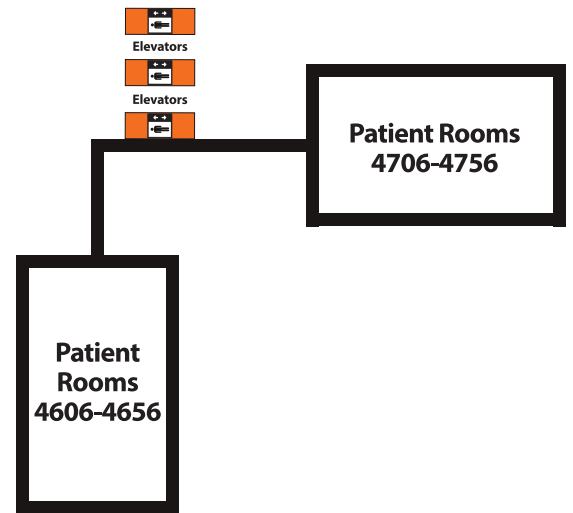 Elevators
Elevators
Patient Rooms
4706-4756
Patient
Rooms
4606-4656